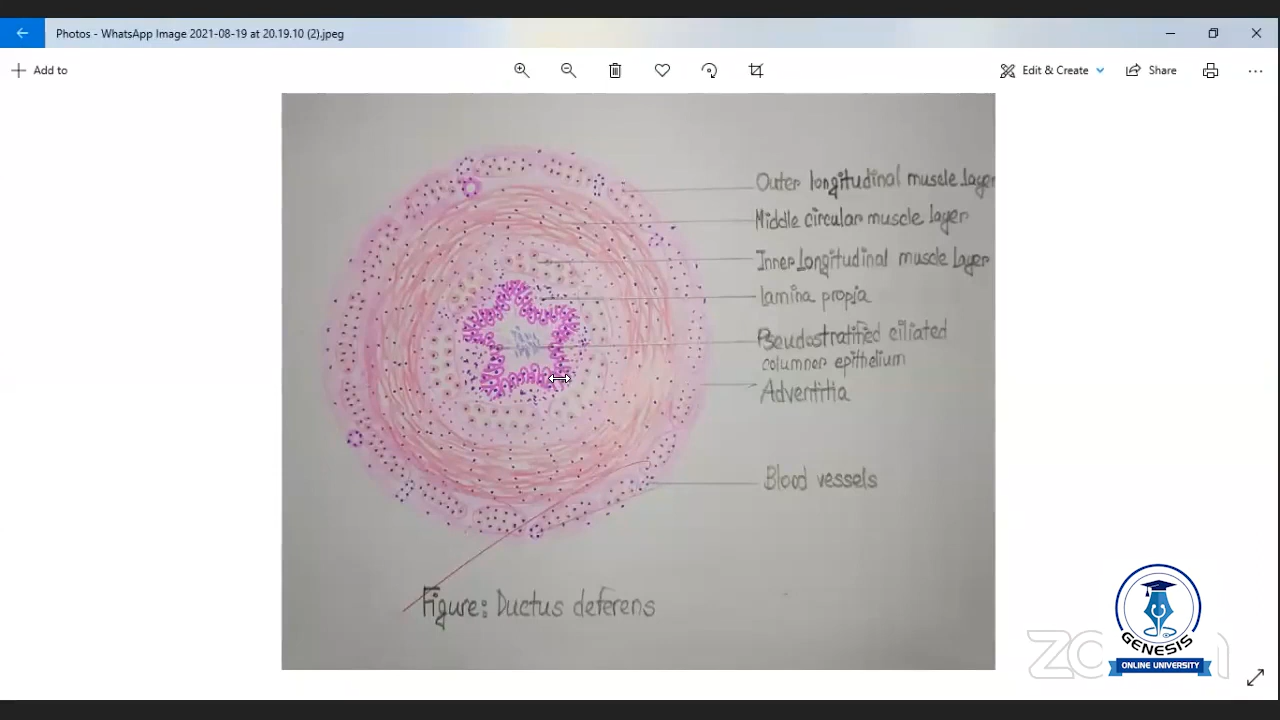 Photos - WhatsApp Image 2021-08-19 at 20.19.10 (2).jpeg
Add to
Edit & Create
Share
Outer longitudinal muscle layer
Middle circular muscle layer
Inner longitudinal muscle layer
Lamina propia
Pseudostratified ciliated
columner epithelium
Adventitia
Blood vessels
Figure: Ductus deferens
GENESIS
ONLINE UNIVERSITY